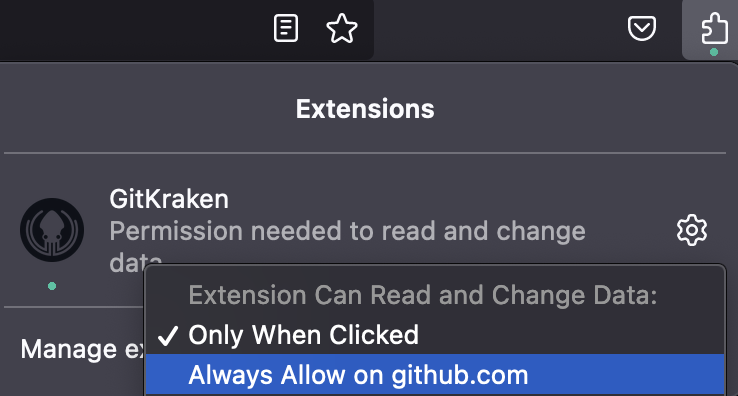 Extensions
GitKraken
Permission needed to read and change
data
Extension Can Read and Change Data:
✓ Only When Clicked
Manage
Always Allow on github.com